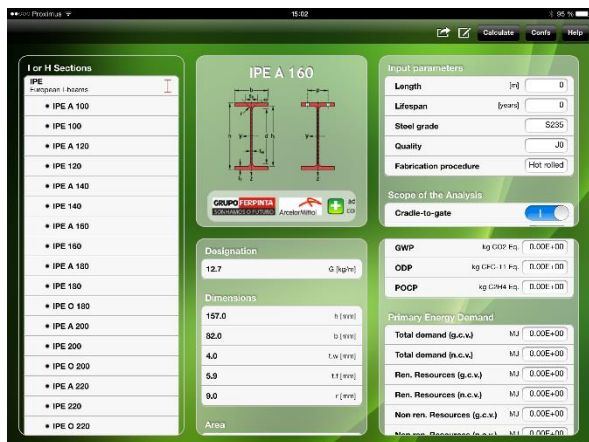 Proximus
15:02
95 %
Calculate
Confs
Help
I or H Sections
IPE
European I-beams
• IPE A 100
• IPE 100
• IPE A 120
• IPE 120
• IPE A 140
• IPE 140
• IPE A 160
• IPE 160
• IPE A 180
• IPE 180
• IPE O 180
• IPE A 200
• IPE 200
• IPE O 200
• IPE A 220
• IPE 220
• IPE O 220
IPE A 160
GRUPO FERPINTA
SONHAMOS O FUTURO
ArcelorMittal
Designation
12.7 G [kg/m]
Dimensions
157.0 h [mm]
82.0 b [mm]
4.0 t.w [mm]
5.9 t.f [mm]
9.0 r [mm]
Area
Input parameters
Length [m] 0
Lifespan [years] 0
Steel grade S235
Quality J0
Fabrication procedure Hot rolled
Scope of the Analysis
Cradle-to-gate
GWP kg CO2 Eq. 0.00E+00
ODP kg CFC-11 Eq. 0.00E+00
POCP kg C2H4 Eq. 0.00E+00
Primary Energy Demand
Total demand (g.c.v.) MJ 0.00E+00
Total demand (n.c.v.) MJ 0.00E+00
Ren. Resources (g.c.v.) MJ 0.00E+00
Ren. Resources (n.c.v.) MJ 0.00E+00
Non ren. Resources (g.c.v.) MJ 0.00E+00
Non ren. Resources (n.c.v.) MJ 0.00E+00